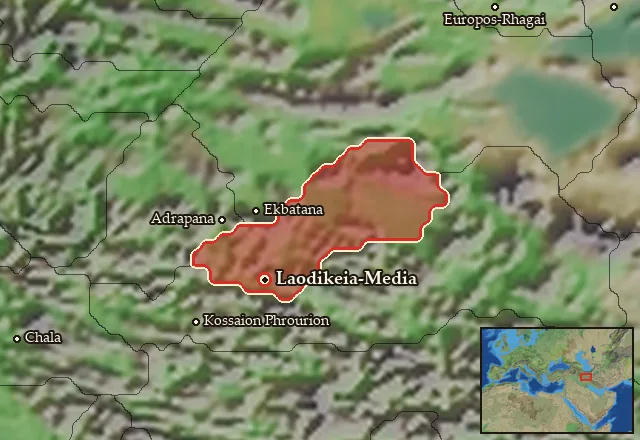 Europos-Rhagai
Ekbatana
Adrapana
Laodikeia-Media
Kossaion Phrourion
Chala